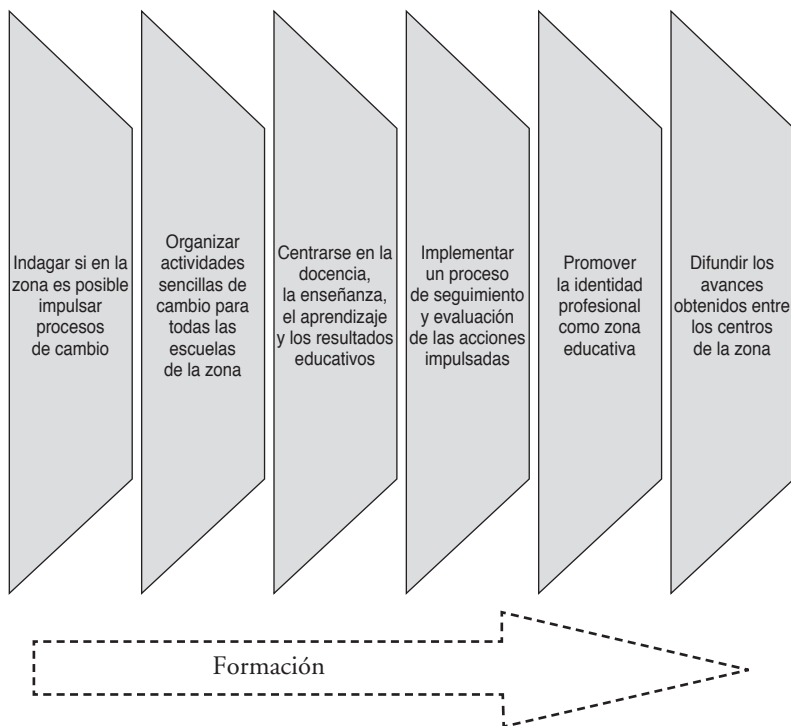 Indagar si en la
zona es posible
impulsar
procesos
de cambio
Organizar
actividades
sencillas de
cambio para
todas las
escuelas
de la zona
Centrarse en la
docencia,
la enseñanza,
el aprendizaje
y los resultados
educativos
Implementar
un proceso
de seguimiento
y evaluación
de las acciones
impulsadas
Promover
la identidad
profesional
como zona
educativa
Difundir los
avances
obtenidos entre
los centros
de la zona
Formación